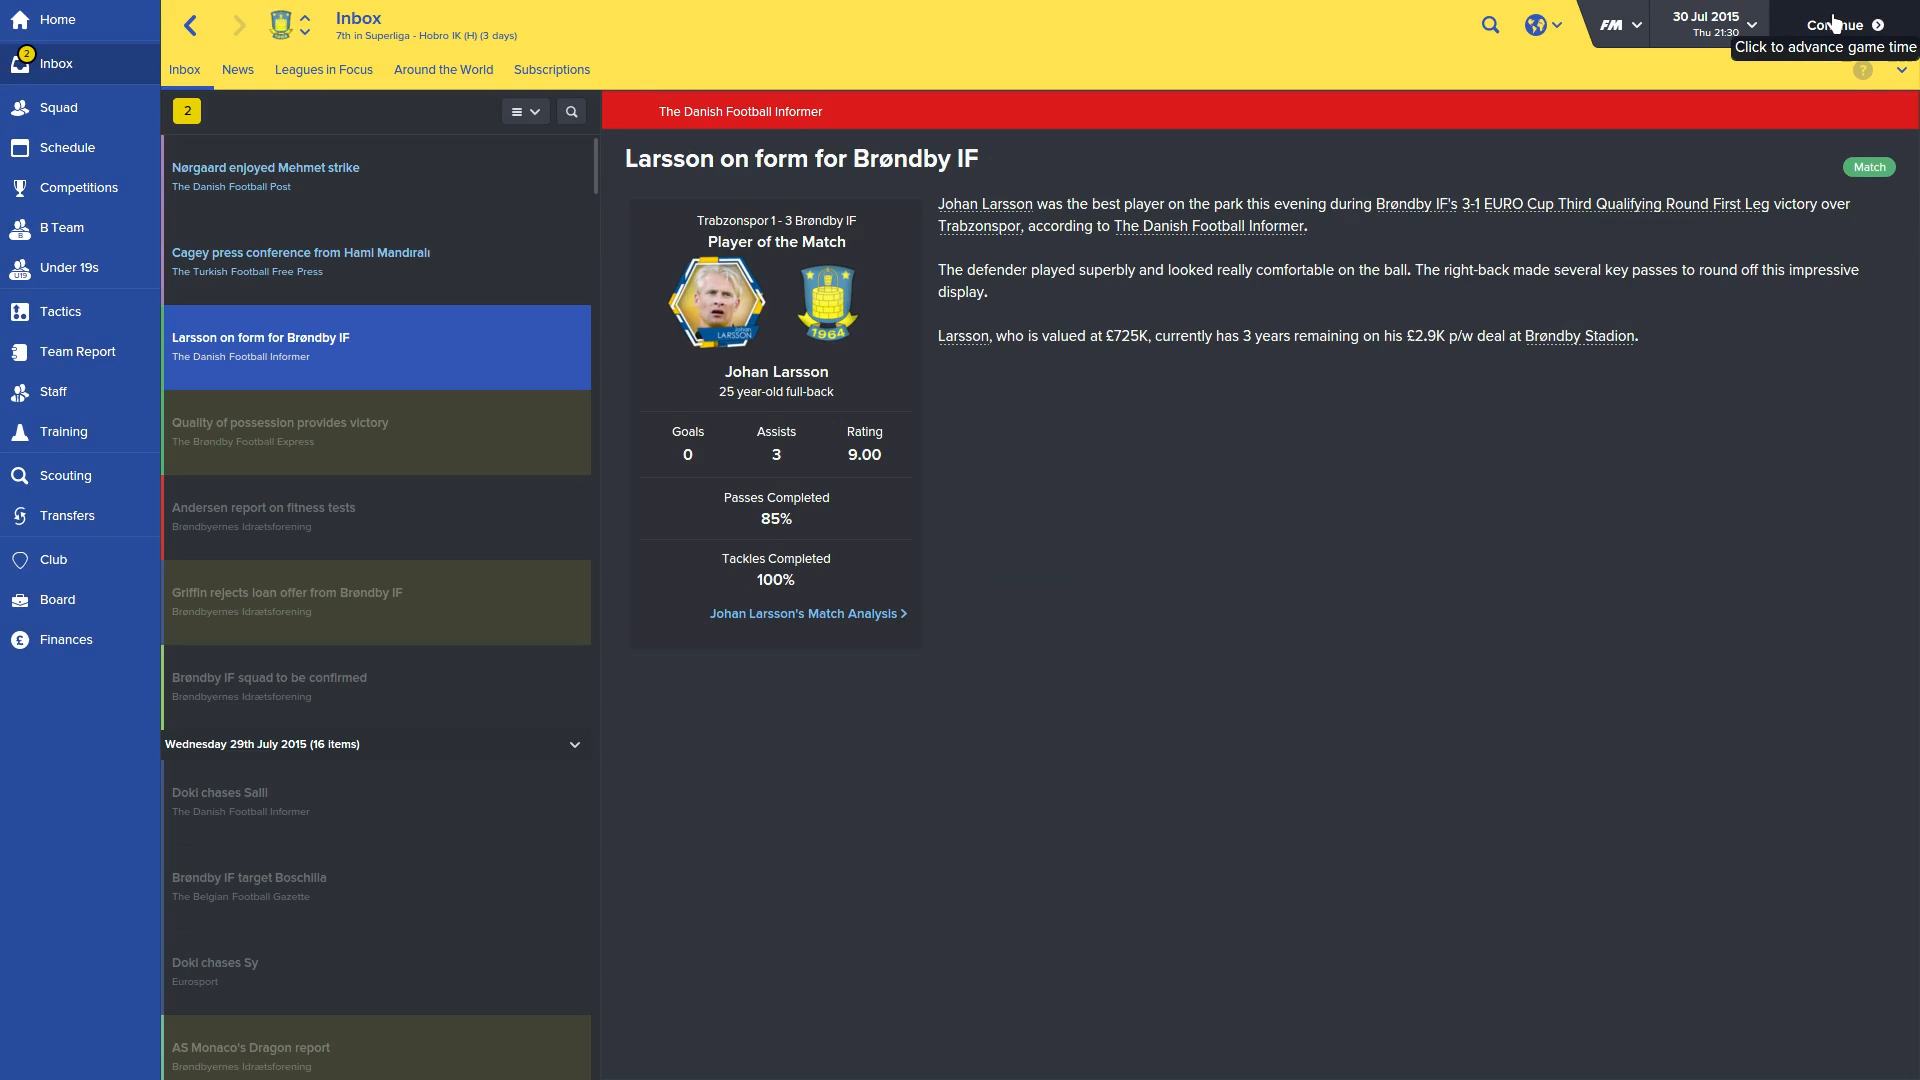 Home
2
Inbox
Squad
Schedule
Competitions
B Team
Under 19s
Tactics
Team Report
Staff
Training
Scouting
Transfers
Club
Board
Finances
Inbox
7th in Superliga - Hobro IK (H) (3 days)
FM
30 Jul 2015
Thu 21:30
Continue
Click to advance game time
Inbox News Leagues in Focus Around the World Subscriptions
?
2
Nørgaard enjoyed Mehmet strike
The Danish Football Post
Cagey press conference from Hami Mandıralı
The Turkish Football Free Press
Larsson on form for Brøndby IF
The Danish Football Informer
Quality of possession provides victory
The Brøndby Football Express
Andersen report on fitness tests
Brøndbyernes Idrætsforening
Griffin rejects loan offer from Brøndby IF
Brøndbyernes Idrætsforening
Brøndby IF squad to be confirmed
Brøndbyernes Idrætsforening
Wednesday 29th July 2015 (16 items)
Doki chases Salli
The Danish Football Informer
Brøndby IF target Boschilia
The Belgian Football Gazette
Doki chases Sy
Eurosport
AS Monaco's Dragon report
Brøndbyernes Idrætsforening
The Danish Football Informer
Larsson on form for Brøndby IF
Match
Trabzonspor 1 - 3 Brøndby IF
Player of the Match
Johan
LARSSON
1964
Johan Larsson
25 year-old full-back
Goals Assists Rating
0 3 9.00
Passes Completed
85%
Tackles Completed
100%
Johan Larsson's Match Analysis >
Johan Larsson was the best player on the park this evening during Brøndby IF's 3-1 EURO Cup Third Qualifying Round First Leg victory over
Trabzonspor, according to The Danish Football Informer.
The defender played superbly and looked really comfortable on the ball. The right-back made several key passes to round off this impressive
display.
Larsson, who is valued at £725K, currently has 3 years remaining on his £2.9K p/w deal at Brøndby Stadion.